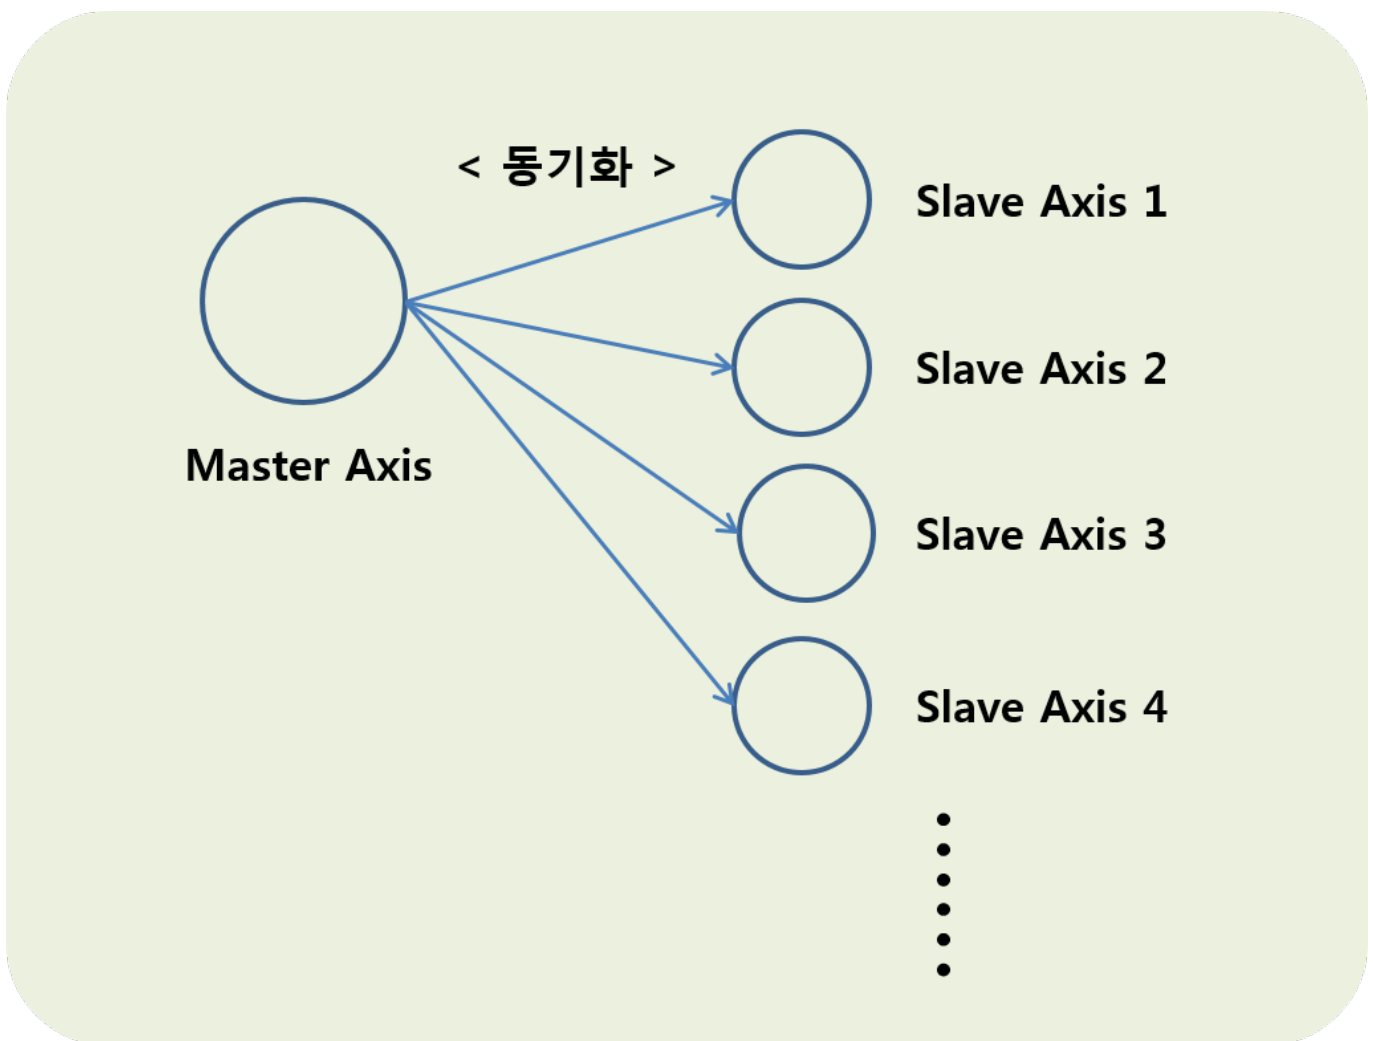 < 동기화 >
Slave Axis 1
Slave Axis 2
Master Axis
Slave Axis 3
Slave Axis 4